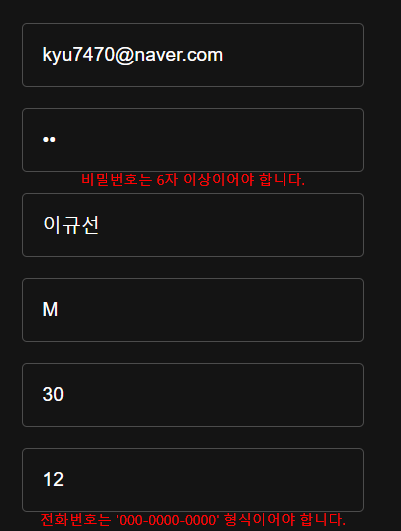 kyu7470@naver.com
••
비밀번호는 6자 이상이어야 합니다.
이규선
M
30
12
전화번호는 '000-0000-0000' 형식이어야 합니다.